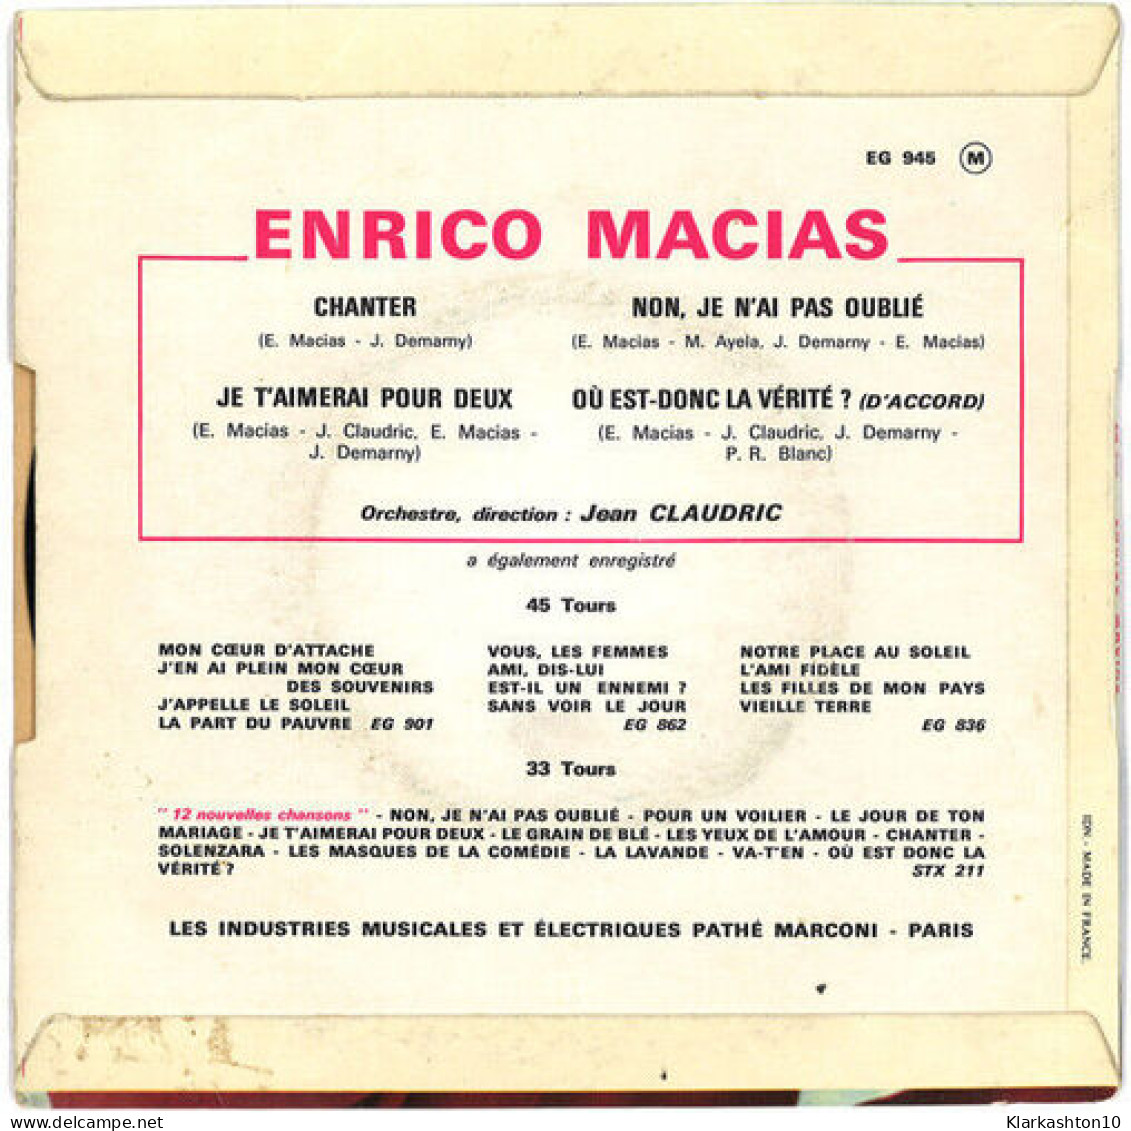 EG 945 M
ENRICO MACIAS
CHANTER
(E. Macias - J. Demarny)
NON, JE N'AI PAS OUBLIÉ
(E. Macias - M. Ayela, J. Demarny - E. Macias)
JE T'AIMERAI POUR DEUX
(E. Macias - J. Claudric, E. Macias -
J. Demarny)
OÙ EST-DONC LA VÉRITÉ ? (D'ACCORD)
(E. Macias - J. Claudric, J. Demarny -
P. R. Blanc)
Orchestre, direction : Jean CLAUDRIC
a également enregistré
45 Tours
MON CŒUR D'ATTACHE
J'EN AI PLEIN MON CŒUR
DES SOUVENIRS
J'APPELLE LE SOLEIL
LA PART DU PAUVRE EG 901
VOUS, LES FEMMES
AMI, DIS-LUI
EST-IL UN ENNEMI ?
SANS VOIR LE JOUR
EG 862
NOTRE PLACE AU SOLEIL
L'AMI FIDÈLE
LES FILLES DE MON PAYS
VIEILLE TERRE
EG 836
33 Tours
" 12 nouvelles chansons " - NON, JE N'AI PAS OUBLIÉ - POUR UN VOILIER - LE JOUR DE TON
MARIAGE - JE T'AIMERAI POUR DEUX - LE GRAIN DE BLÉ - LES YEUX DE L'AMOUR - CHANTER -
SOLENZARA - LES MASQUES DE LA COMÉDIE - LA LAVANDE - VA-T'EN - OÙ EST DONC LA
VÉRITÉ ? STX 211
LES INDUSTRIES MUSICALES ET ÉLECTRIQUES PATHÉ MARCONI - PARIS
IDN - MADE IN FRANCE.
Klarkashton10